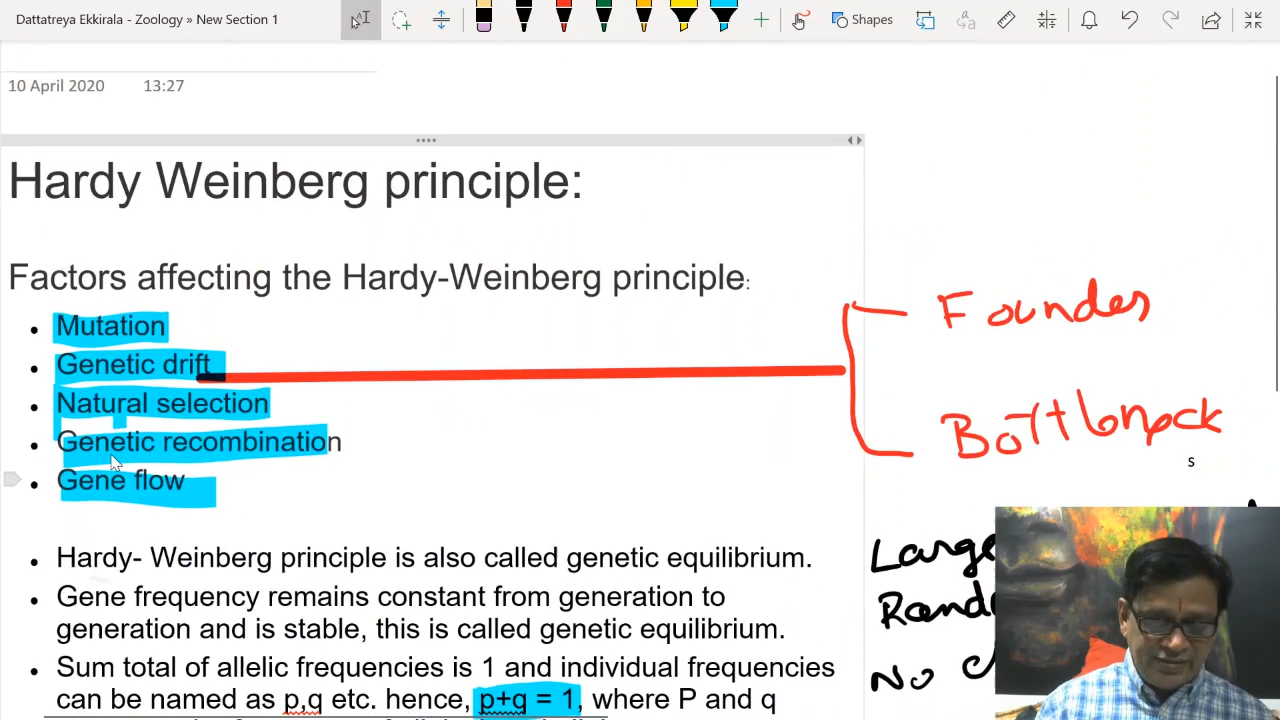 Dattatreya Ekkirala - Zoology » New Section 1
Shapes
10 April 2020 13:27
Hardy Weinberg principle:
Factors affecting the Hardy-Weinberg principle:
• Mutation
• Genetic drift
• Natural selection
• Genetic recombination
• Gene flow
Founder
Bottleneck
s
• Hardy- Weinberg principle is also called genetic equilibrium.
• Gene frequency remains constant from generation to
generation and is stable, this is called genetic equilibrium.
• Sum total of allelic frequencies is 1 and individual frequencies
can be named as p,q etc. hence, p+q = 1, where P and q
Large
No